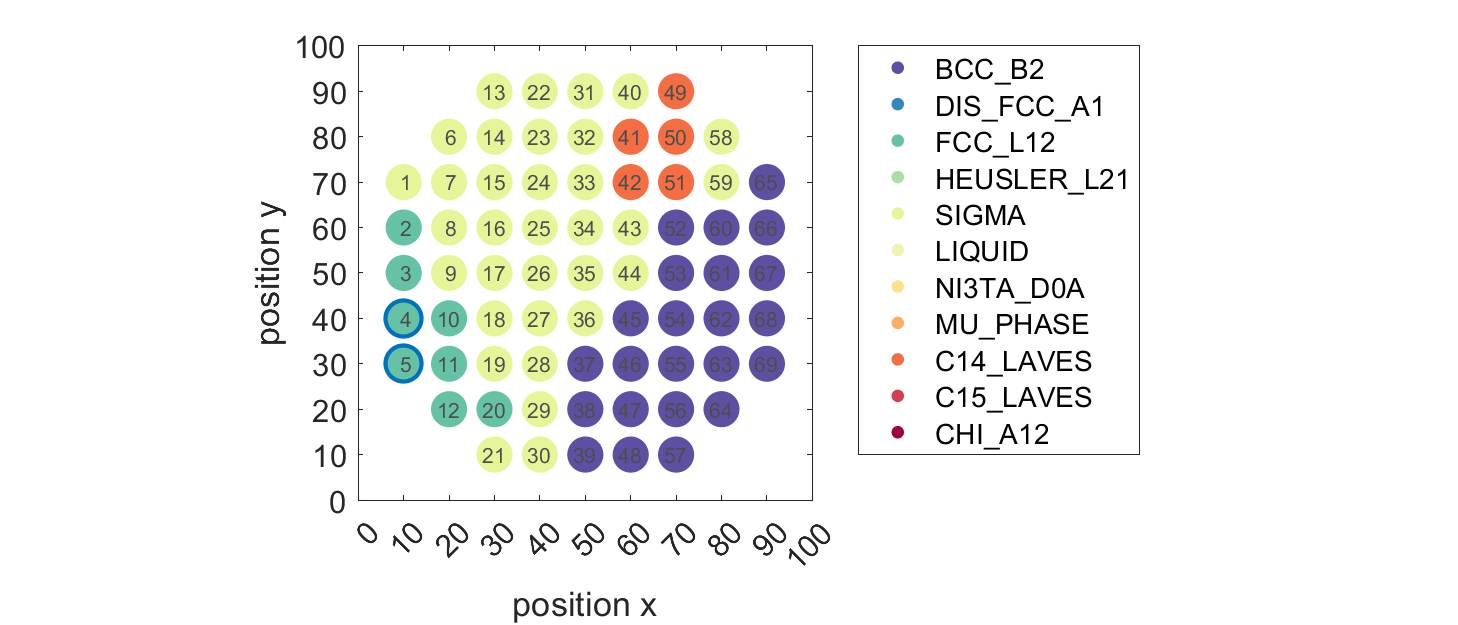 100
90
80
70
60
50
40
30
20
10
0
position y
13 22 31 40 49
6 14 23 32 41 50 58
1 7 15 24 33 42 51 59 65
2 8 16 25 34 43 52 60 66
3 9 17 26 35 44 53 61 67
4 10 18 27 36 45 54 62 68
5 11 19 28 37 46 55 63 69
12 20 29 38 47 56 64
21 30 39 48 57
0 10 20 30 40 50 60 70 80 90 100
position x
BCC_B2
DIS_FCC_A1
FCC_L12
HEUSLER_L21
SIGMA
LIQUID
NI3TA_D0A
MU_PHASE
C14_LAVES
C15_LAVES
CHI_A12